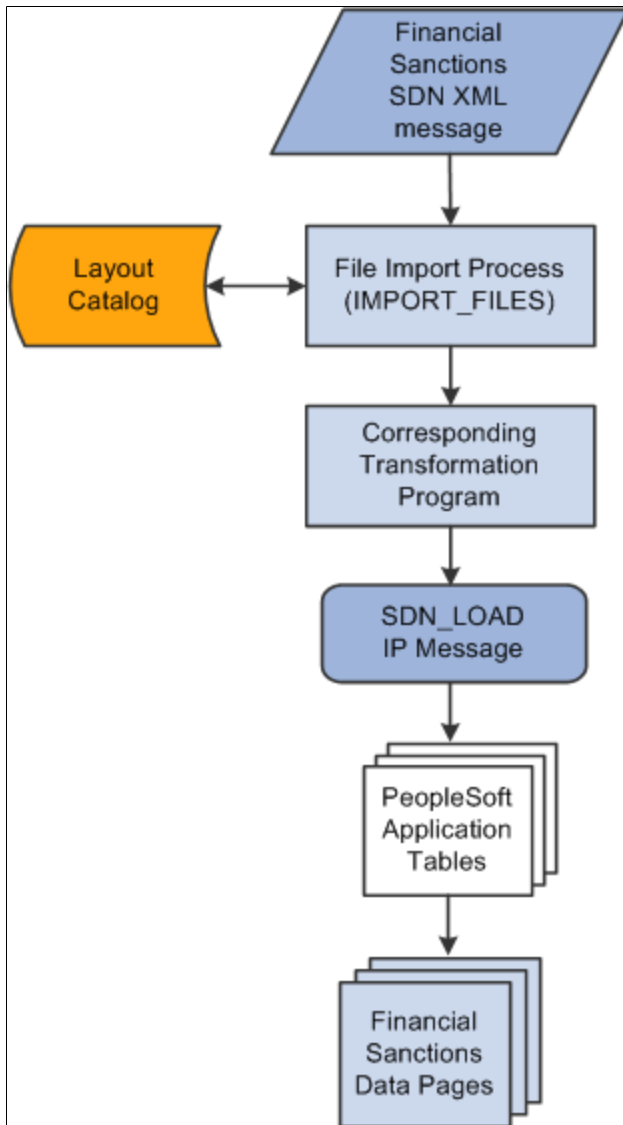 Financial
Sanctions
SDN XML
message
Layout
Catalog
File Import Process
(IMPORT_FILES)
Corresponding
Transformation
Program
SDN_LOAD
IP Message
PeopleSoft
Application
Tables
Financial
Sanctions
Data Pages